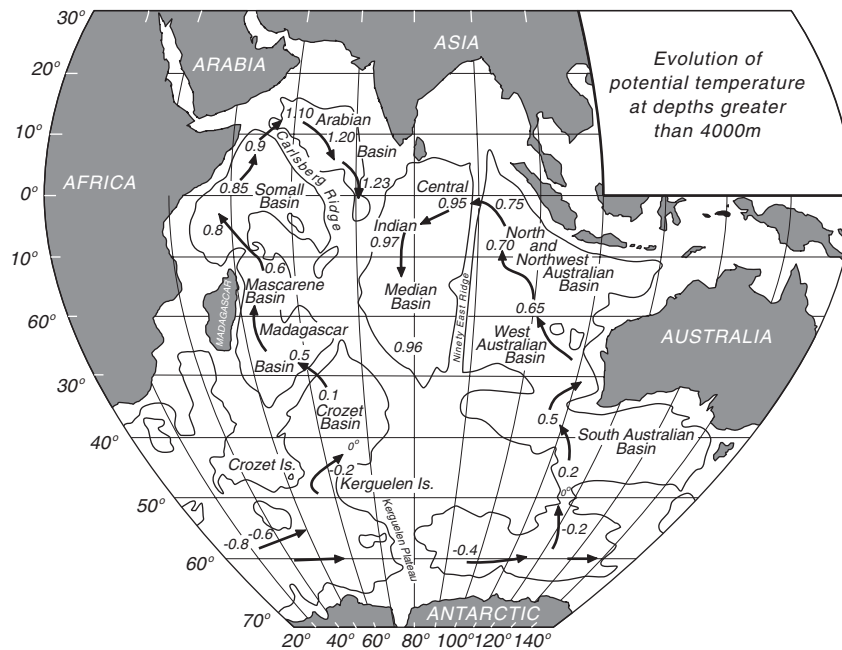 30°
ASIA
Evolution of
potential temperature
at depths greater
than 4000m
20°
ARABIA
1.10 Arabian
10°
1.20
Basin
0.9
Carlsberg Ridge
1.23
AFRICA
0.85
Somali
Basin
Central
0.95
0.75
0°
0.8
Indian
0.97
North and
0.70
Northwest
Australian
Basin
10°
0.6
Mascarene
Basin
Median
Basin
Ninety East Ridge
MADAGASCAR
0.65
60°
Madagascar
West
Australian
Basin
AUSTRALIA
0.96
0.5
Basin
30°
0.1
Crozet
Basin
0.5
South Australian
Basin
40°
0°
Crozet Is.
-0.2
Kerguelen Is.
0.2
0°
50°
Kerguelen Plateau
-0.2
-0.6
-0.8
-0.4
60°
70°
ANTARCTIC
20° 40° 60° 80° 100° 120° 140°